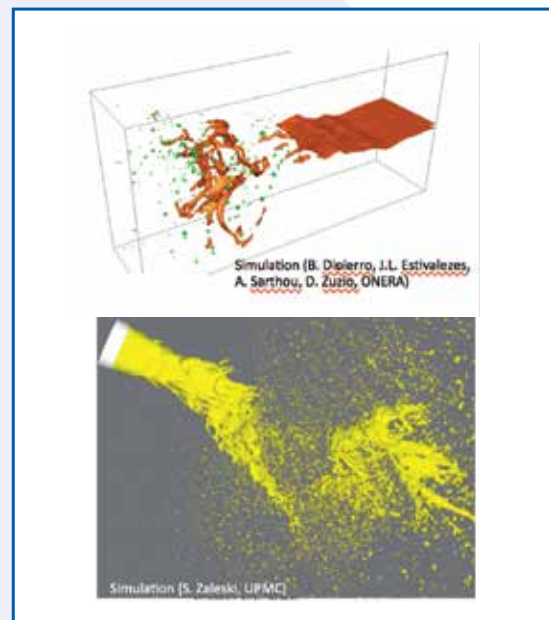 Simulation (B. Dipierro, J.L. Estivalezes,
A. Sarthou, D. Zuzio, ONERA)
Simulation (S. Zaleski, UPMC)